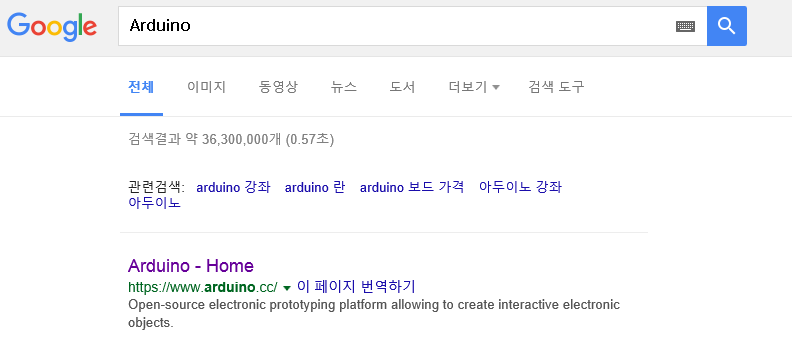 Google Arduino
전체 이미지 동영상 뉴스 도서 더보기 검색 도구
검색결과 약 36,300,000개 (0.57초)
관련검색: arduino 강좌 arduino 란 arduino 보드 가격 아두이노 강좌
아두이노
Arduino - Home
https://www.arduino.cc/ 이 페이지 번역하기
Open-source electronic prototyping platform allowing to create interactive electronic
objects.